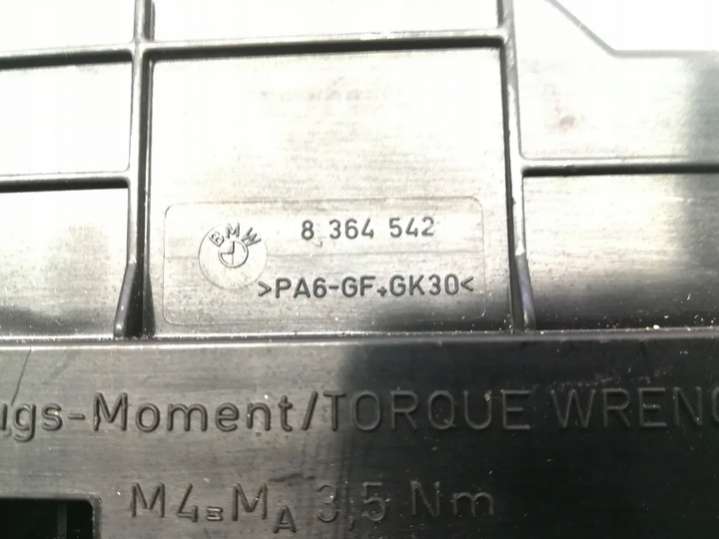 BMW
8 364 542
>PA6-GF+GK30<
ugs-Moment/TORQUE WRENC
M4=MA 3,5 Nm